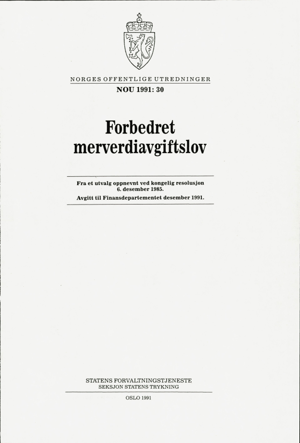 NORGES OFFENTLIGE UTREDNINGER
NOU 1991: 30
Forbedret
merverdiavgiftslov
Fra et utvalg oppnevnt ved kongelig resolusjon
6. desember 1985.
Avgitt til Finansdepartementet desember 1991.
STATENS FORVALTNINGSTJENESTE
SEKSJON STATENS TRYKNING
OSLO 1991